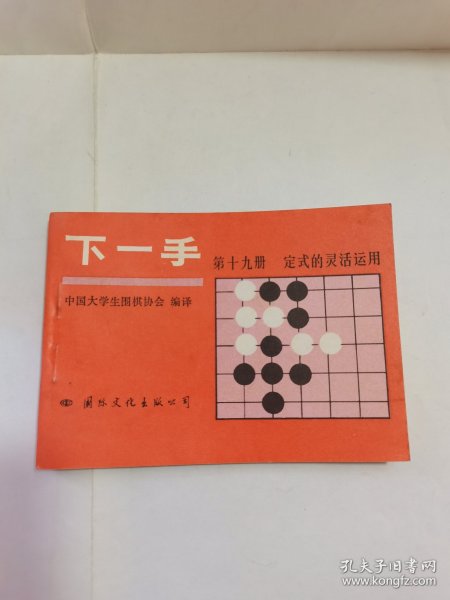 下一手
第十九册 定式的灵活运用
中国大学生围棋协会 编译
国际文化出版公司
孔夫子旧书网
www.kongfz.com